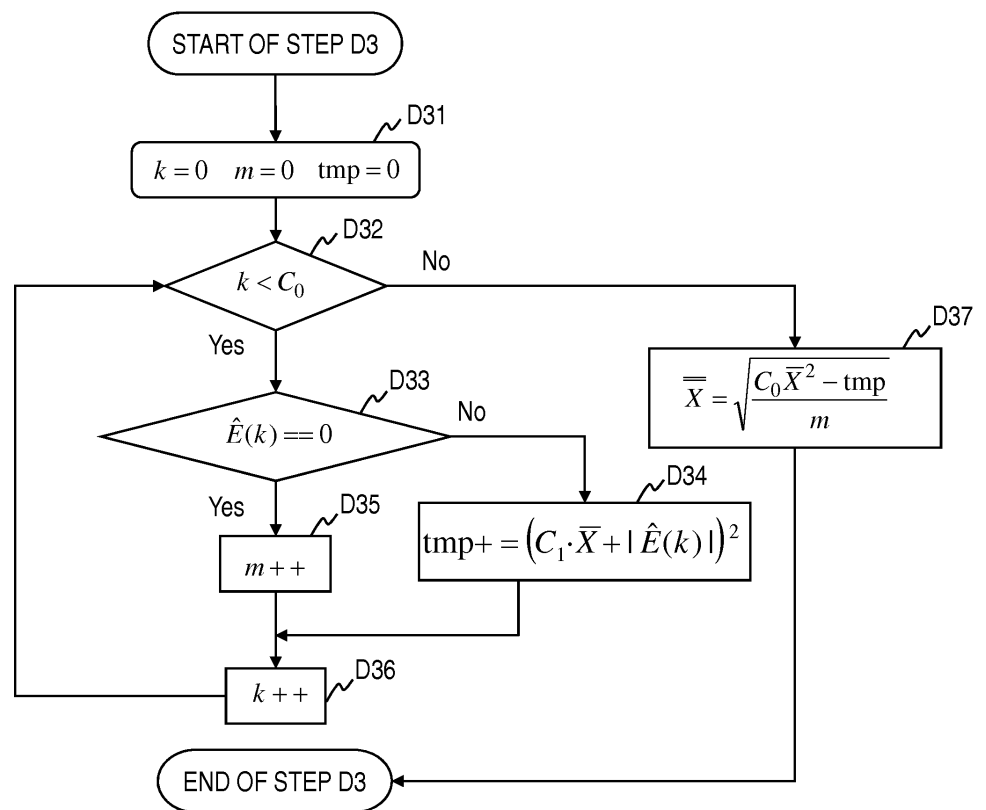 START OF STEP D3
D31
k = 0 m = 0 tmp = 0
D32
k < C₀
No
Yes
D37
X̿ = √((C₀X̅² − tmp)/m)
D33
Ê(k) == 0
No
Yes
D34
tmp+ = (C₁·X̅ + | Ê(k) |)²
D35
m + +
D36
k + +
END OF STEP D3